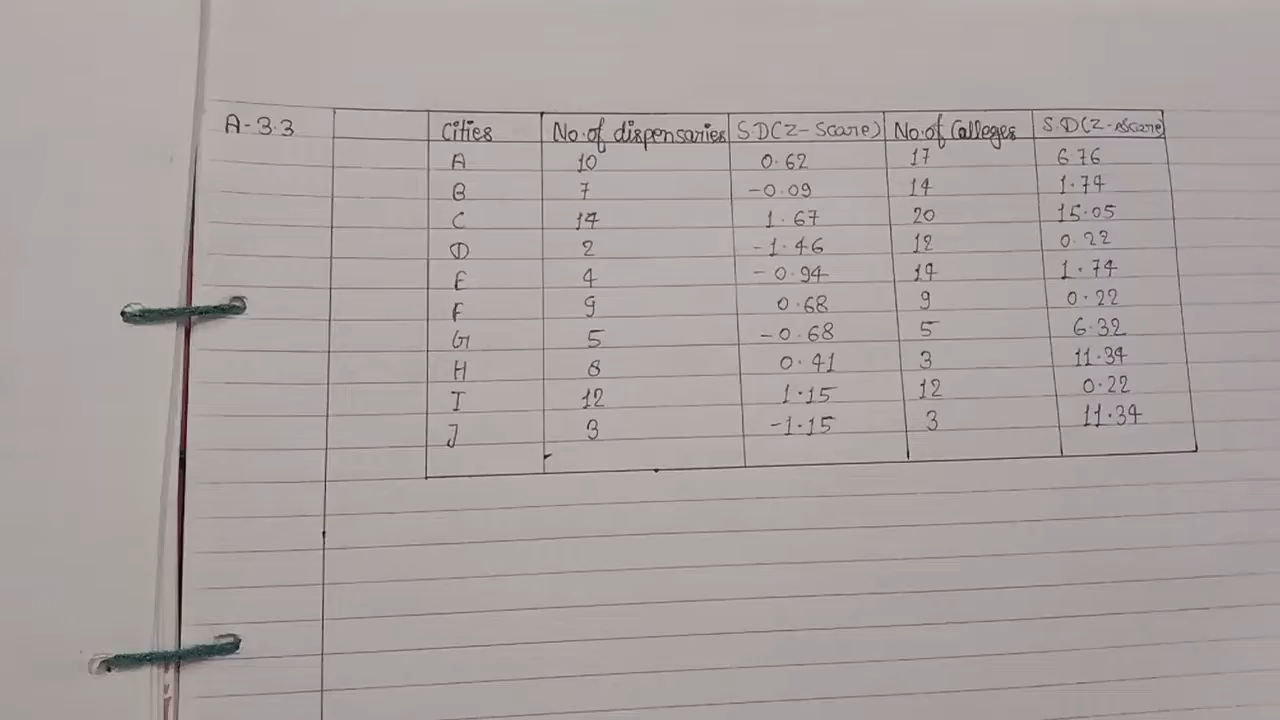 A-3.3 Cities No. of dispensaries S.D(Z-Score) No. of Colleges S.D(Z-Score)
A 10 0.62 17 6.76
B 7 -0.09 14 1.74
C 14 1.67 20 15.05
D 2 -1.46 12 0.22
E 4 -0.94 14 1.74
F 9 0.68 9 0.22
G 5 -0.68 5 6.32
H 8 0.41 3 11.34
I 12 1.15 12 0.22
J 3 -1.15 3 11.34